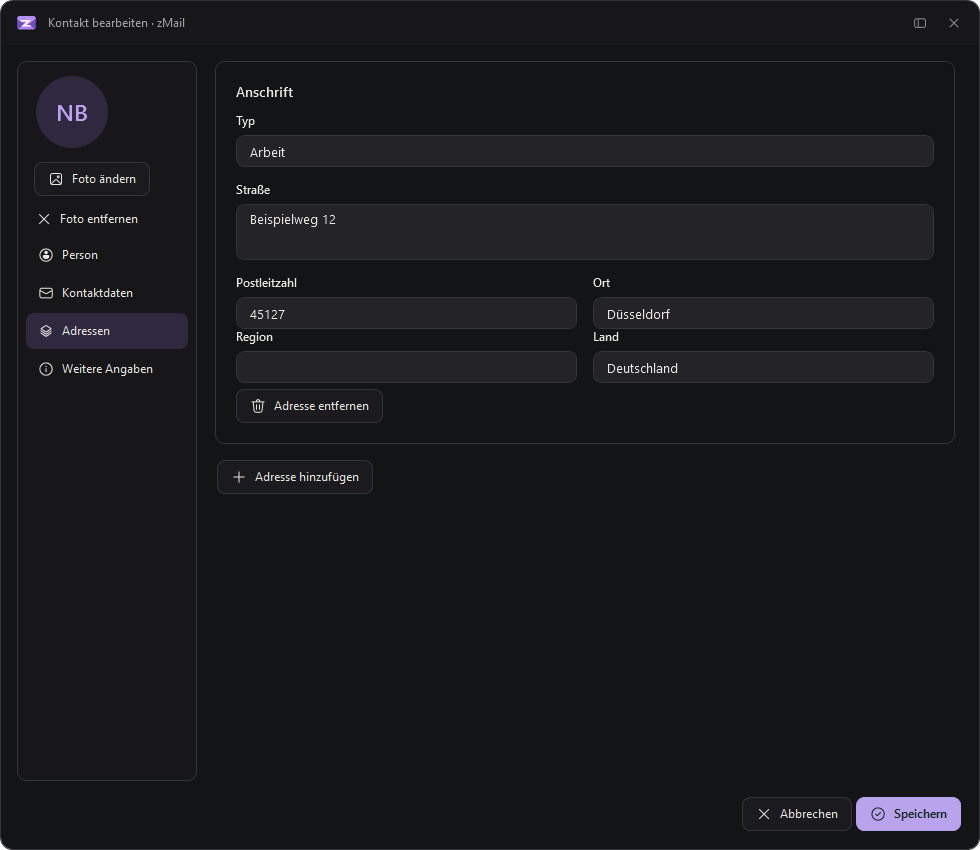 Kontakt bearbeiten · zMail
NB
Foto ändern
Foto entfernen
Person
Kontaktdaten
Adressen
Weitere Angaben
Anschrift
Typ
Arbeit
Straße
Beispielweg 12
Postleitzahl
Ort
45127
Düsseldorf
Region
Land
Deutschland
Adresse entfernen
Adresse hinzufügen
Abbrechen
Speichern